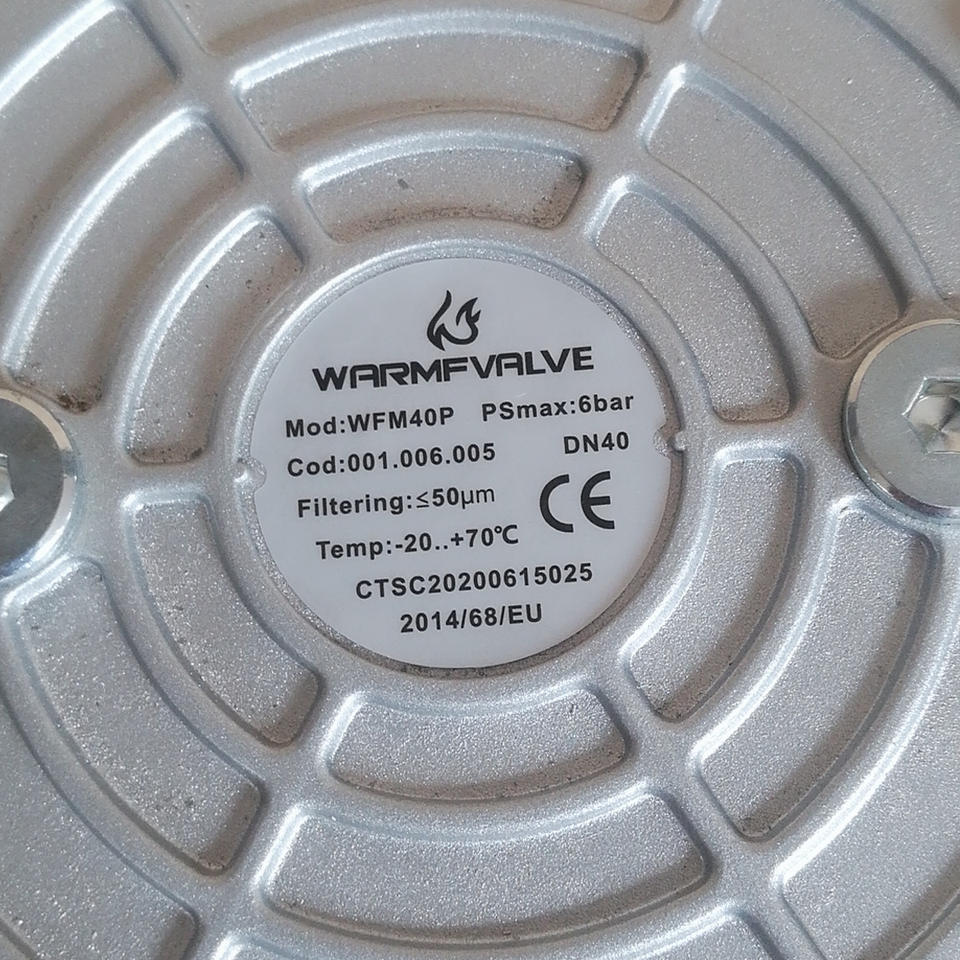 WARMFVALVE
Mod:WFM40P PSmax:6bar
Cod:001.006.005 DN40
Filtering:≤50μm CE
Temp:-20..+70℃
CTSC20200615025
2014/68/EU